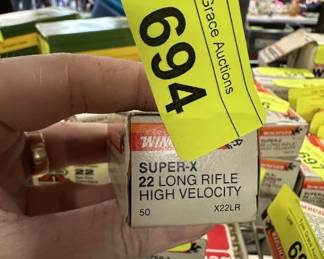 Grace Auctions
694
WIN
SUPER-X
22 LONG RIFLE
HIGH VELOCITY
50 X22LR
22